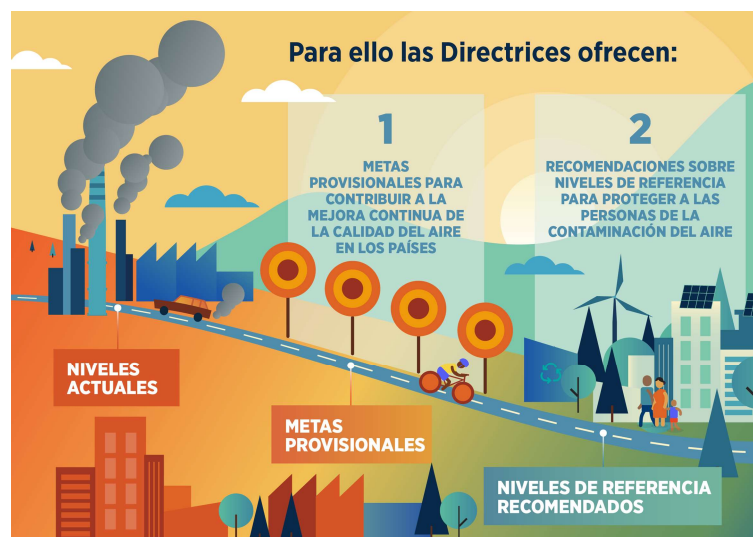 Para ello las Directrices ofrecen:
1
METAS
PROVISIONALES PARA
CONTRIBUIR A LA
MEJORA CONTINUA DE
LA CALIDAD DEL AIRE
EN LOS PAÍSES
2
RECOMENDACIONES SOBRE
NIVELES DE REFERENCIA
PARA PROTEGER A LAS
PERSONAS DE LA
CONTAMINACIÓN DEL AIRE
NIVELES
ACTUALES
METAS
PROVISIONALES
NIVELES DE REFERENCIA
RECOMENDADOS